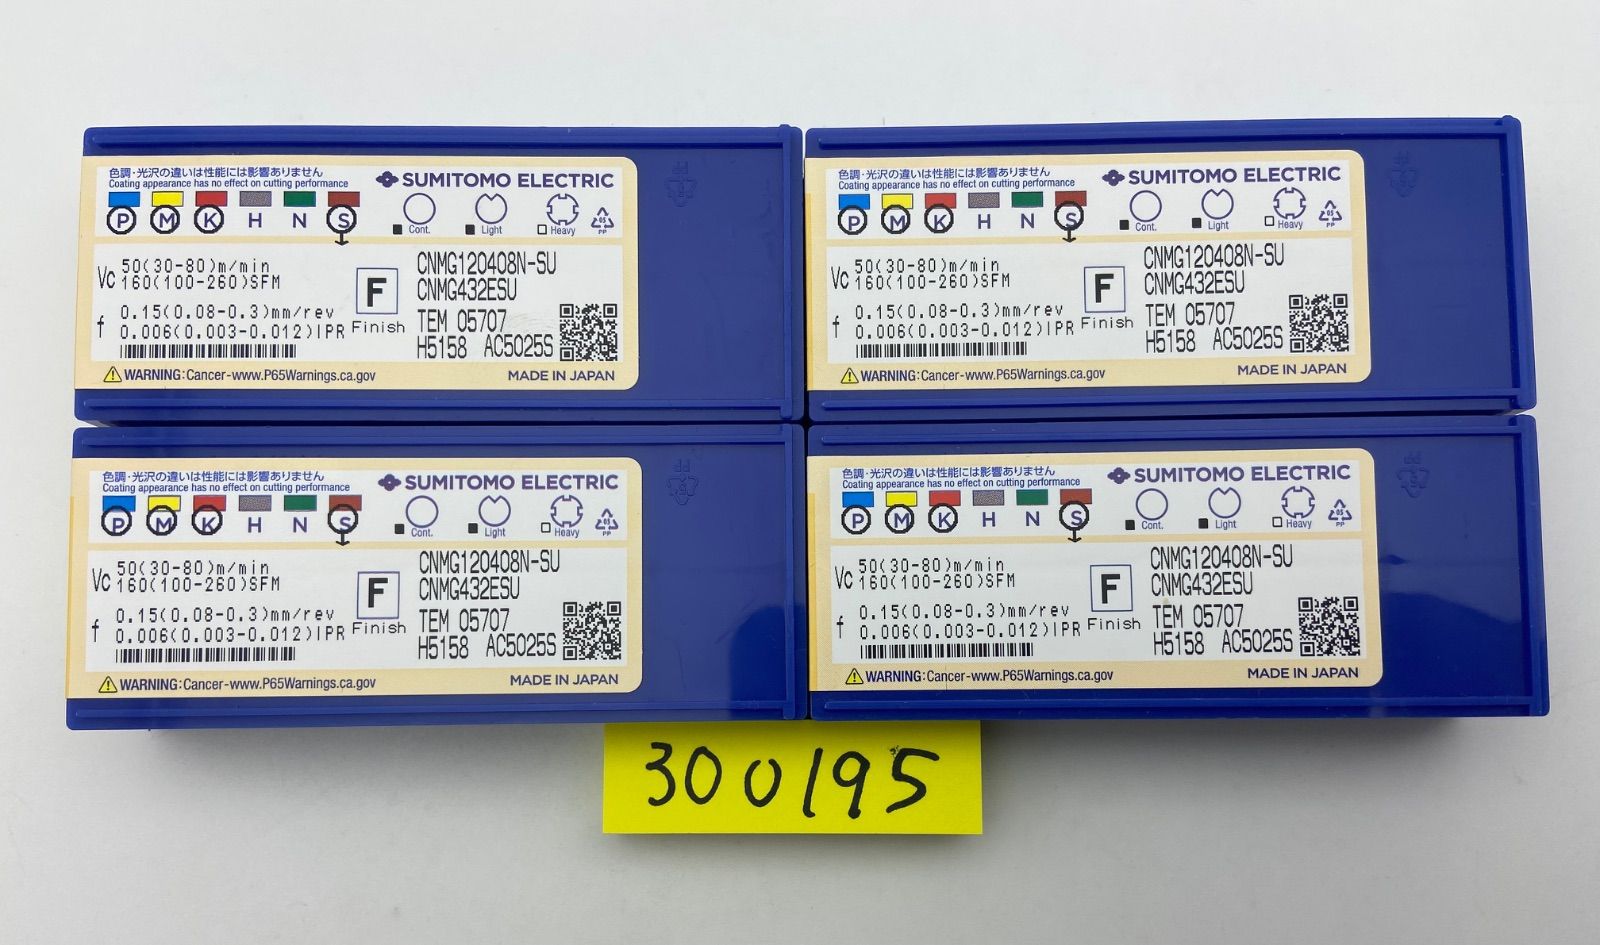 色調・光沢の違いは性能には影響ありません
Coating appearance has no effect on cutting performance
SUMITOMO ELECTRIC
P M K H N S
Cont. Light Heavy
05
PP
Vc 50(30-80)m/min
160(100-260)SFM
f 0.15(0.08-0.3)mm/rev
0.006(0.003-0.012)IPR
F
Finish
CNMG120408N-SU
CNMG432ESU
TEM 05707
H5158 AC5025S
WARNING:Cancer-www.P65Warnings.ca.gov
MADE IN JAPAN
色調・光沢の違いは性能には影響ありません
Coating appearance has no effect on cutting performance
SUMITOMO ELECTRIC
P M K H N S
Cont. Light Heavy
05
PP
Vc 50(30-80)m/min
160(100-260)SFM
f 0.15(0.08-0.3)mm/rev
0.006(0.003-0.012)IPR
F
Finish
CNMG120408N-SU
CNMG432ESU
TEM 05707
H5158 AC5025S
WARNING:Cancer-www.P65Warnings.ca.gov
MADE IN JAPAN
色調・光沢の違いは性能には影響ありません
Coating appearance has no effect on cutting performance
SUMITOMO ELECTRIC
P M K H N S
Cont. Light Heavy
05
PP
Vc 50(30-80)m/min
160(100-260)SFM
f 0.15(0.08-0.3)mm/rev
0.006(0.003-0.012)IPR
F
Finish
CNMG120408N-SU
CNMG432ESU
TEM 05707
H5158 AC5025S
WARNING:Cancer-www.P65Warnings.ca.gov
MADE IN JAPAN
色調・光沢の違いは性能には影響ありません
Coating appearance has no effect on cutting performance
SUMITOMO ELECTRIC
P M K H N S
Cont. Light Heavy
05
PP
Vc 50(30-80)m/min
160(100-260)SFM
f 0.15(0.08-0.3)mm/rev
0.006(0.003-0.012)IPR
F
Finish
CNMG120408N-SU
CNMG432ESU
TEM 05707
H5158 AC5025S
WARNING:Cancer-www.P65Warnings.ca.gov
MADE IN JAPAN
300195